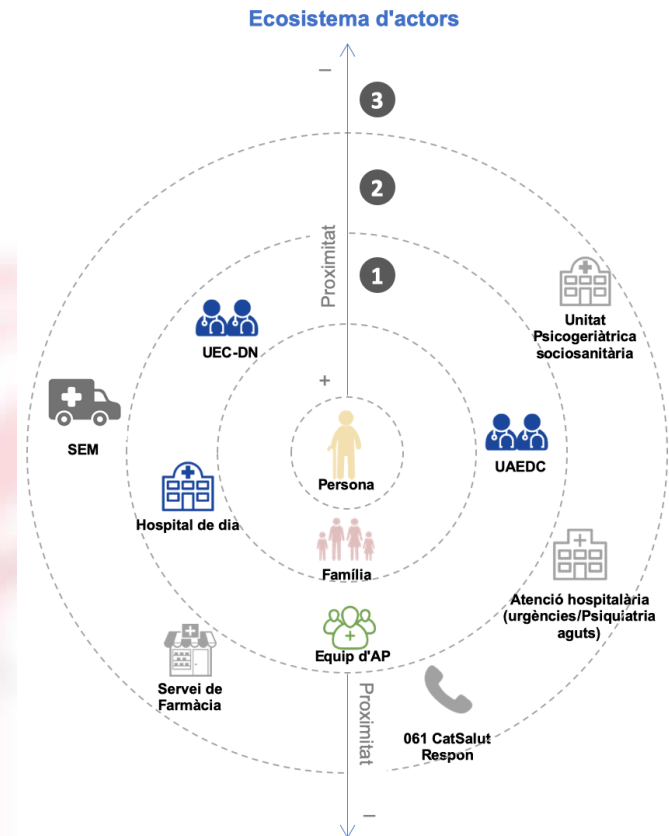 Ecosistema d'actors
–
3
2
Proximitat
1
+
Unitat
Psicogeriàtrica
sociosanitària
UEC-DN
SEM
UAEDC
Persona
Hospital de dia
Família
Atenció hospitalària
(urgències/Psiquiatria
aguts)
Equip d'AP
Servei de
Farmàcia
Proximitat
061 CatSalut
Respon
–